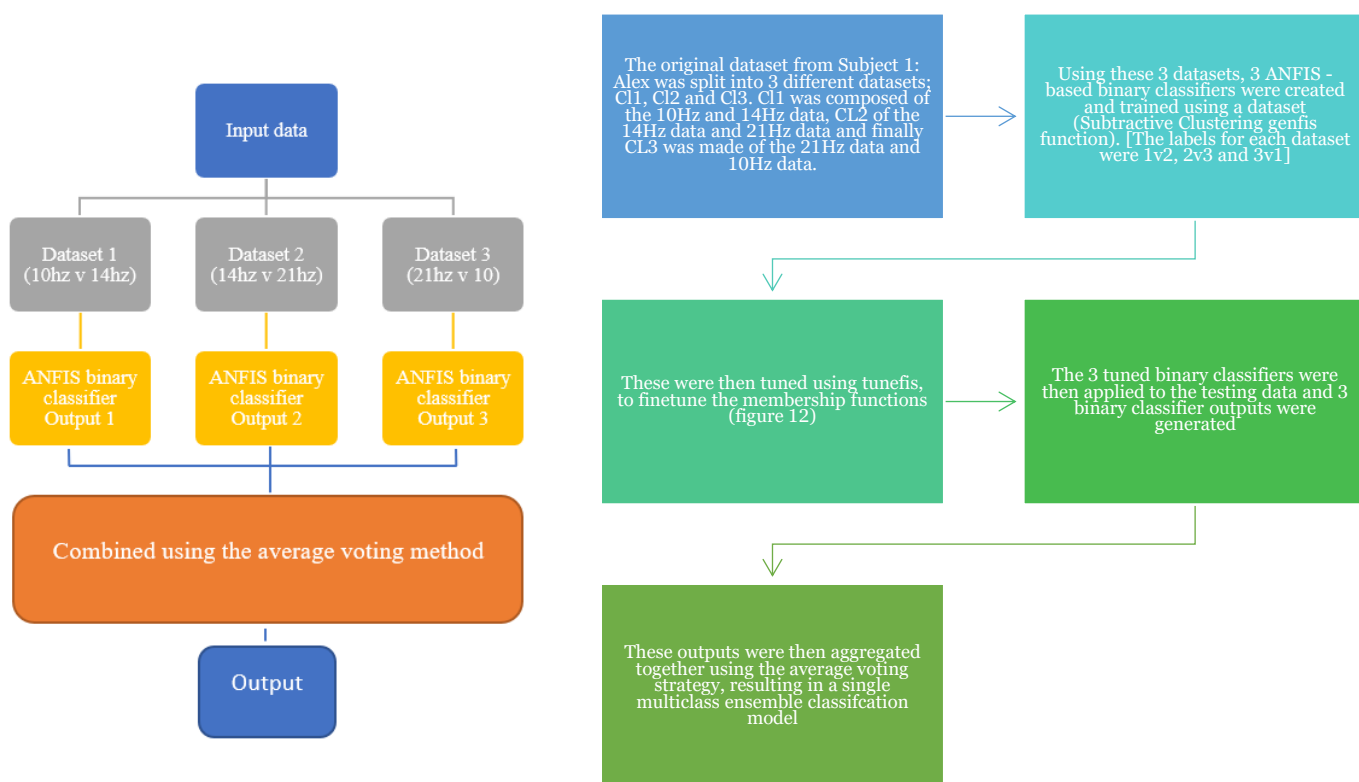 Input data
Dataset 1
(10hz v 14hz)
Dataset 2
(14hz v 21hz)
Dataset 3
(21hz v 10)
ANFIS binary
classifier
Output 1
ANFIS binary
classifier
Output 2
ANFIS binary
classifier
Output 3
Combined using the average voting method
Output
The original dataset from Subject 1:
Alex was split into 3 different datasets;
Cl1, Cl2 and Cl3. Cl1 was composed of
the 10Hz and 14Hz data, CL2 of the
14Hz data and 21Hz data and finally
CL3 was made of the 21Hz data and
10Hz data.
Using these 3 datasets, 3 ANFIS -
based binary classifiers were created
and trained using a dataset
(Subtractive Clustering genfis
function). [The labels for each dataset
were 1v2, 2v3 and 3v1]
These were then tuned using tunefis,
to finetune the membership functions
(figure 12)
The 3 tuned binary classifiers were
then applied to the testing data and 3
binary classifier outputs were
generated
These outputs were then aggregated
together using the average voting
strategy, resulting in a single
multiclass ensemble classifcation
model